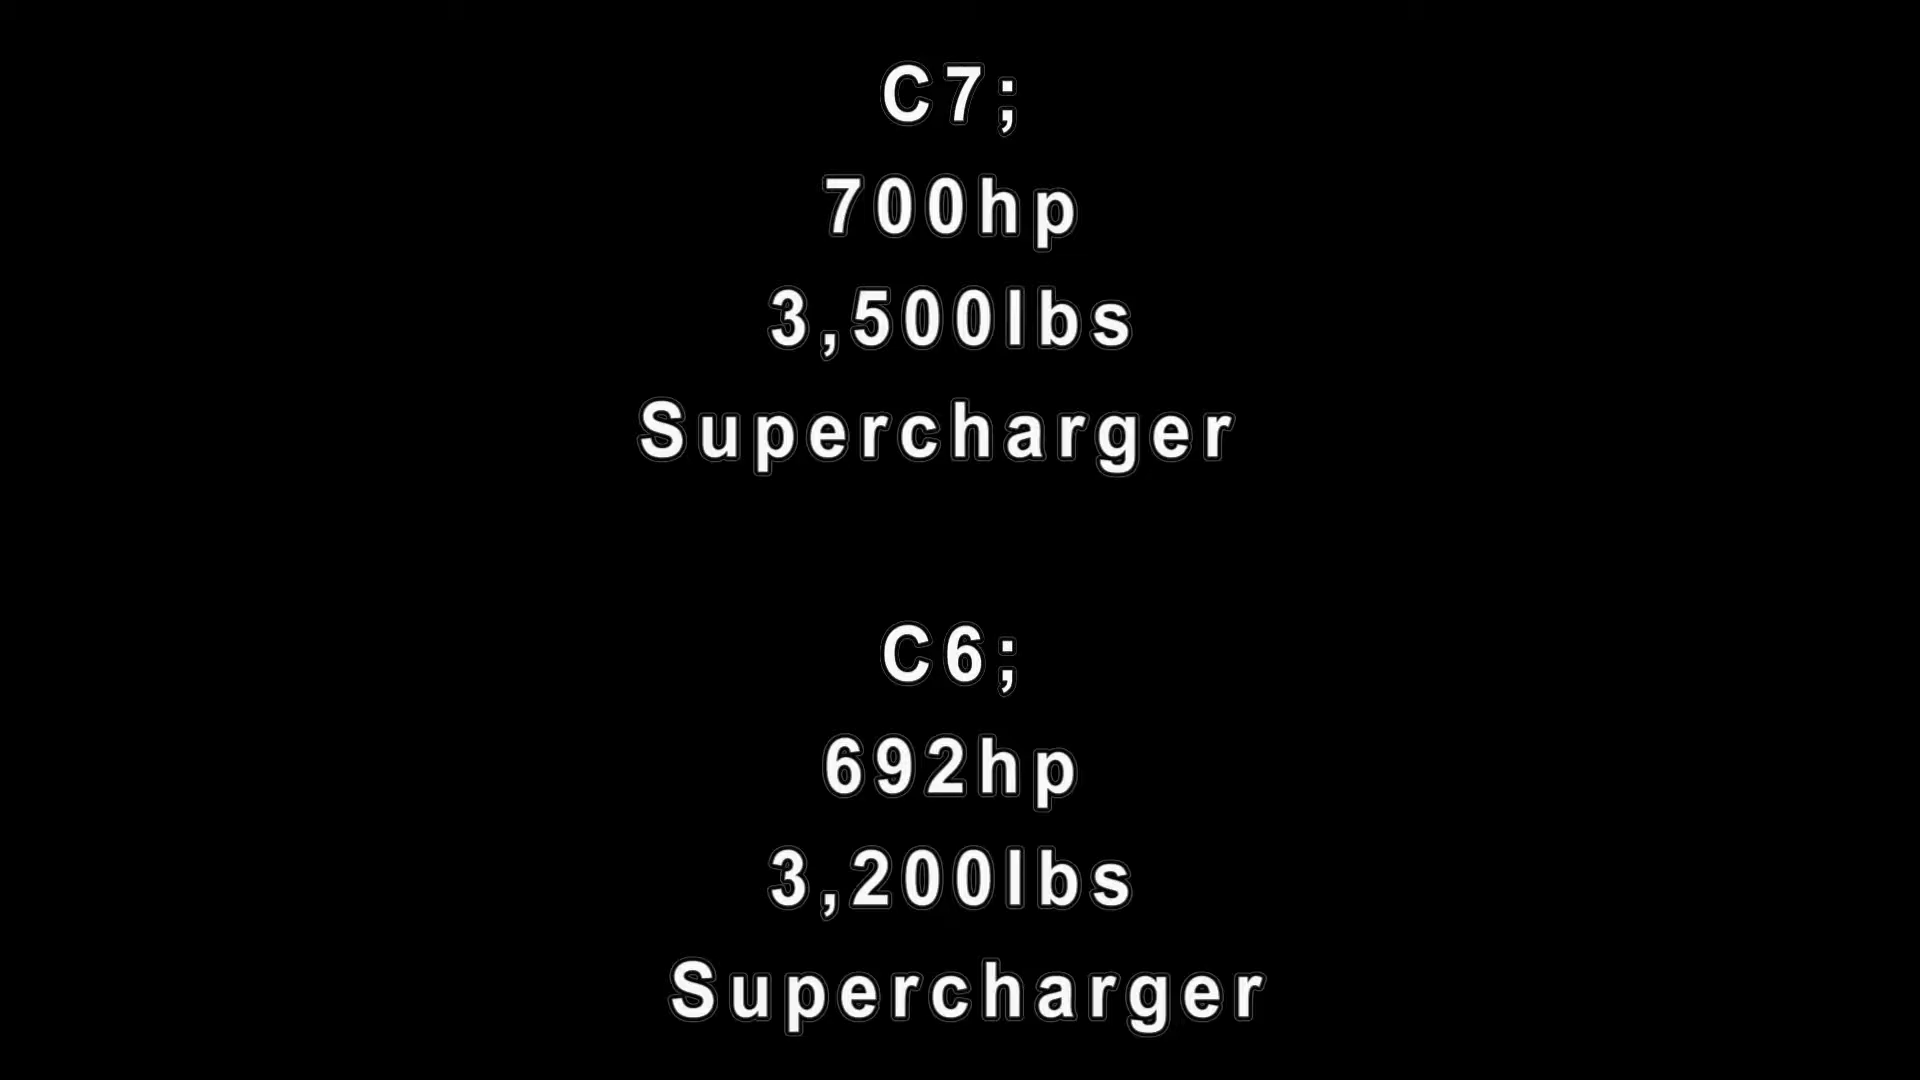 C7;
700hp
3,500lbs
Supercharger
C6;
692hp
3,200lbs
Supercharger